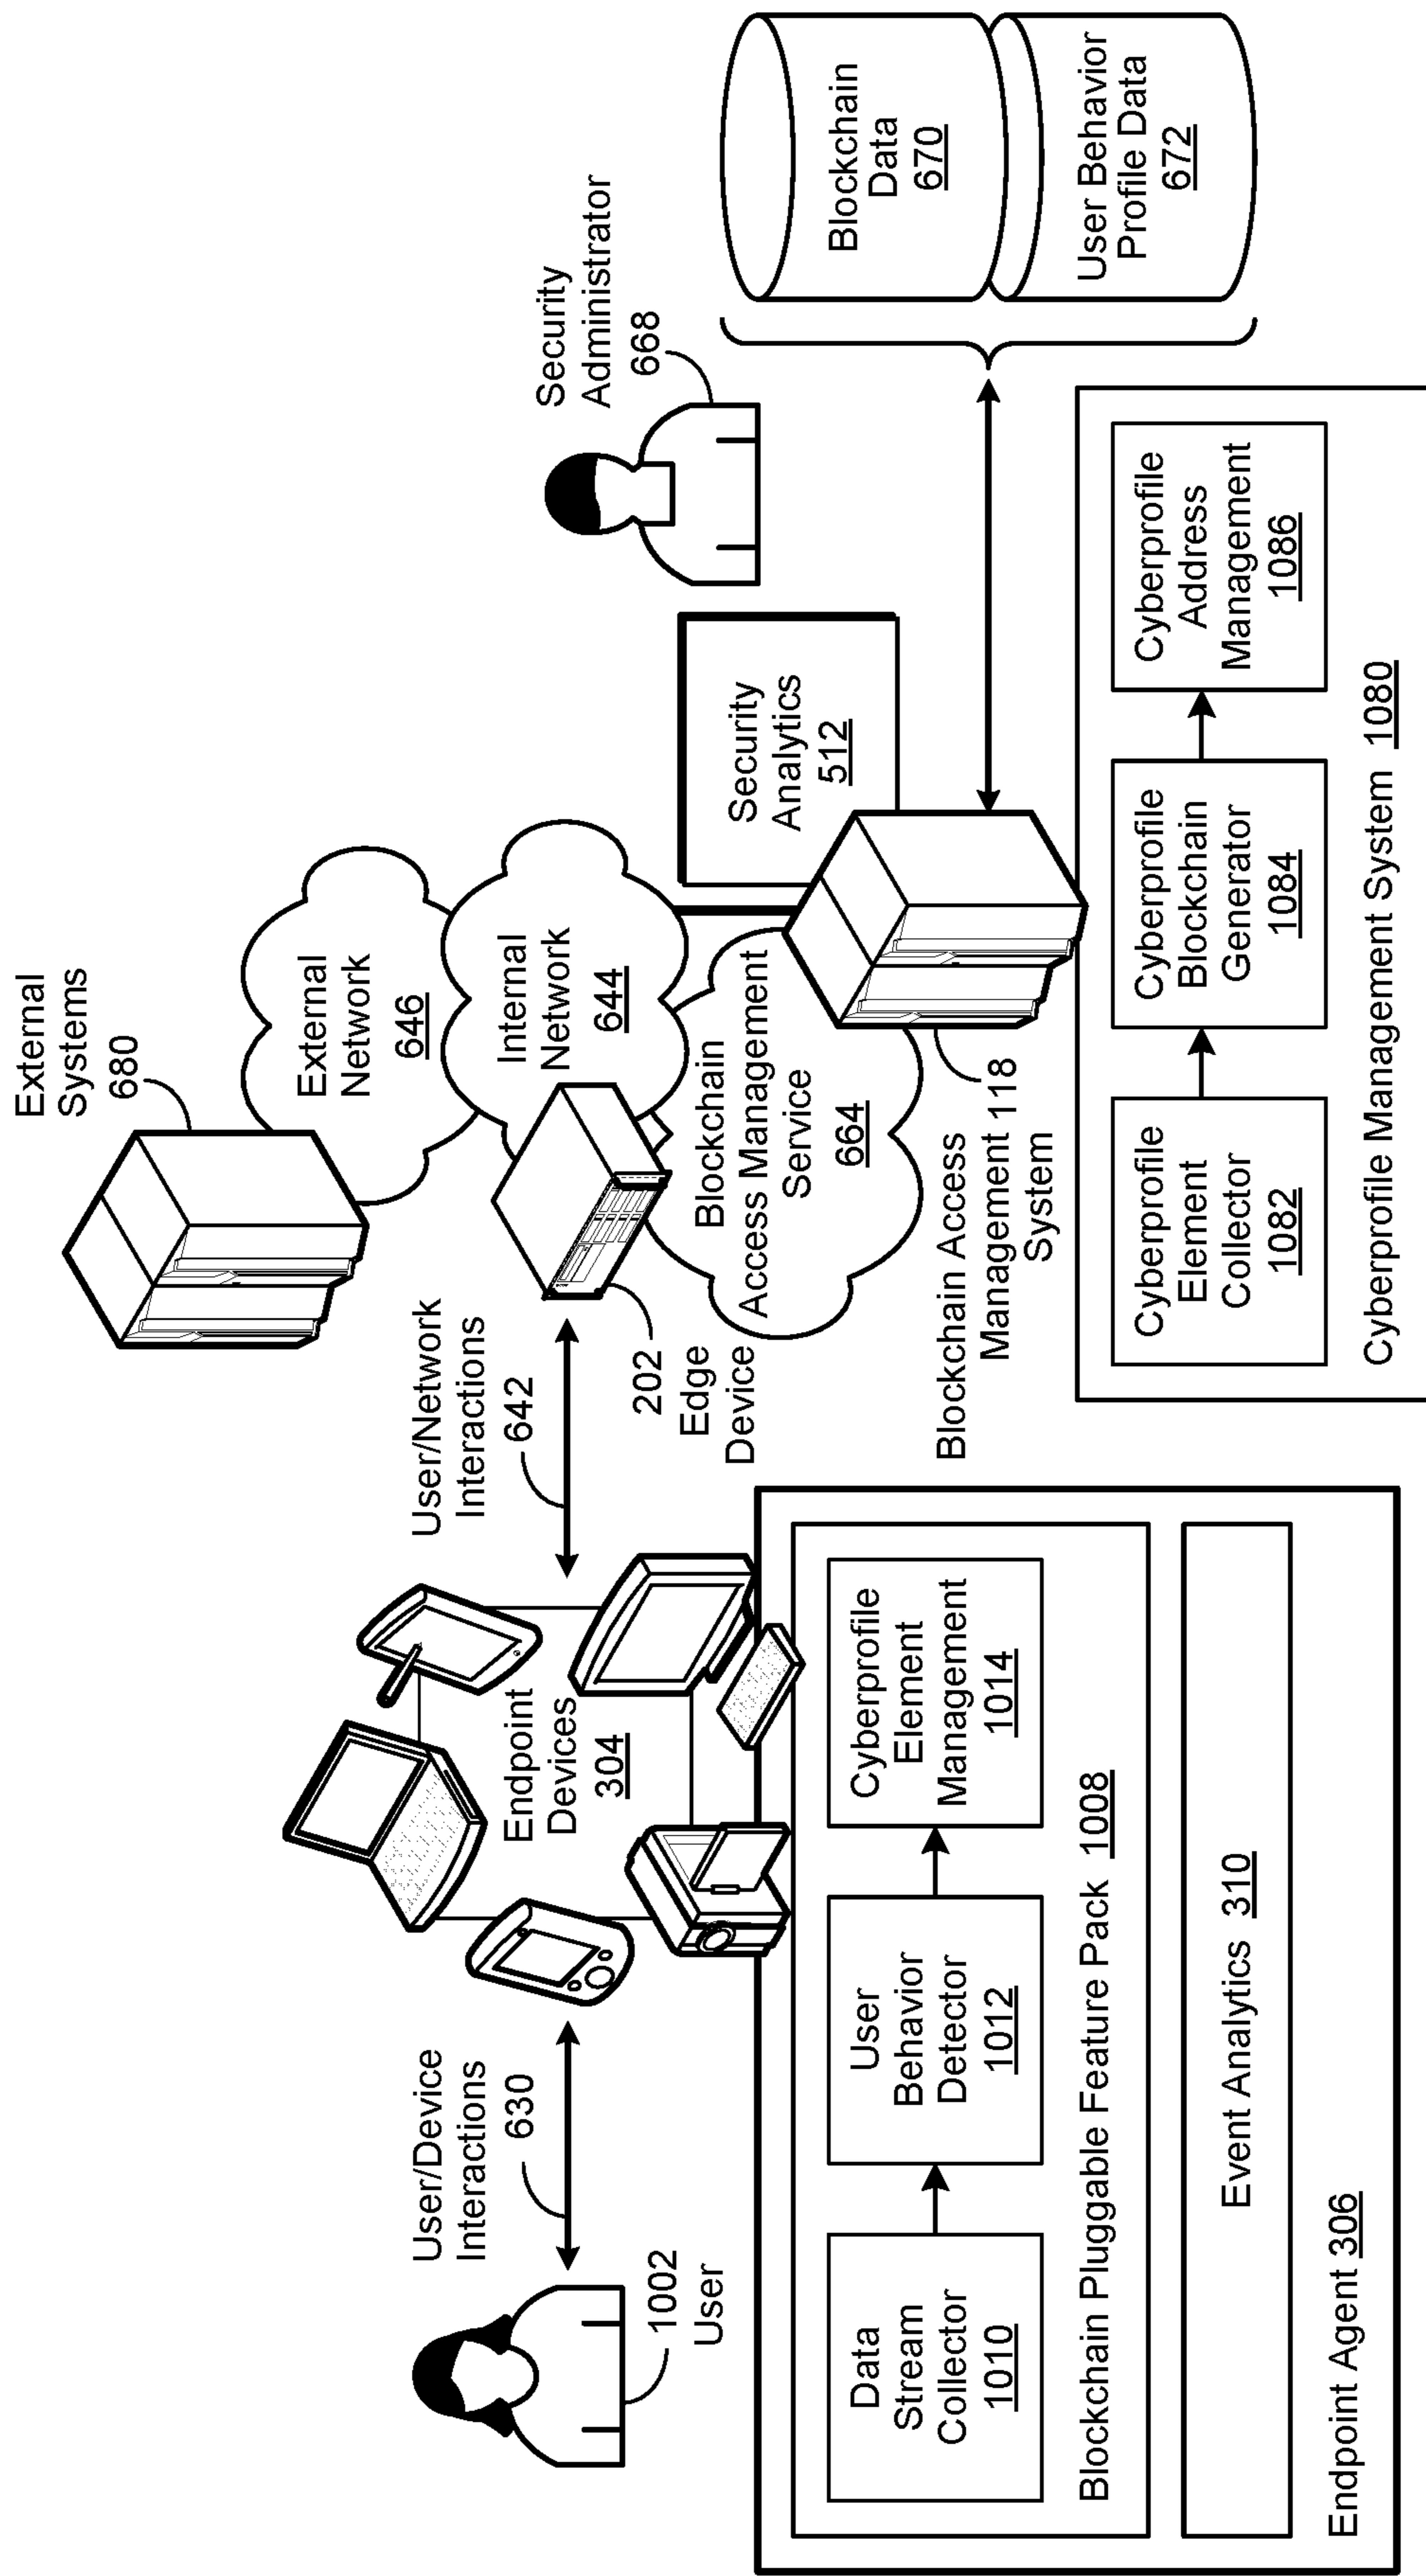 External
Systems
680
External
Network
646
Internal
Network
644
Security
Administrator
668
User/Device
Interactions
630
User/Network
Interactions
642
1002
User
Endpoint
Devices
304
202
Edge
Device
Blockchain
Access Management
Service
664
Security
Analytics
512
Blockchain
Data
670
User Behavior
Profile Data
672
Blockchain Access
Management 118
System
Data
Stream
Collector
1010
User
Behavior
Detector
1012
Cyberprofile
Element
Management
1014
Blockchain Pluggable Feature Pack 1008
Event Analytics 310
Endpoint Agent 306
Cyberprofile
Element
Collector
1082
Cyberprofile
Blockchain
Generator
1084
Cyberprofile
Address
Management
1086
Cyberprofile Management System 1080